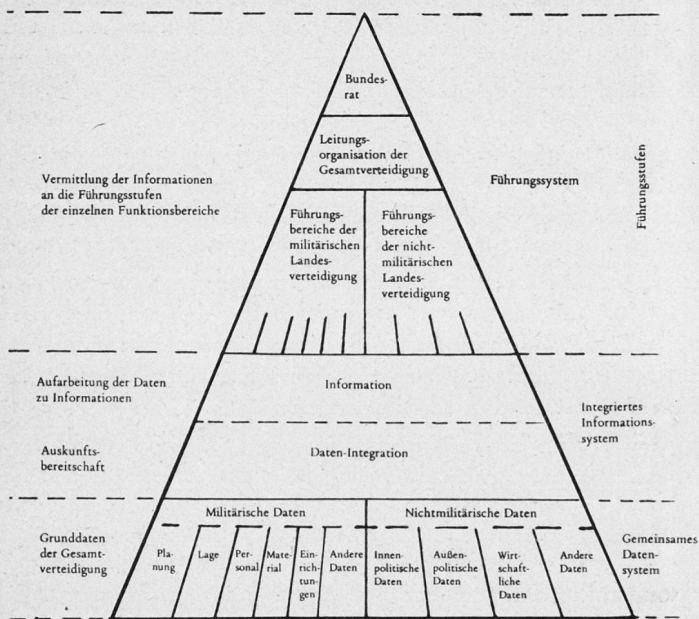 Bundes-
rat
Leitungs-
organisation der
Gesamtverteidigung
Vermittlung der Informationen
an die Führungsstufen
der einzelnen Funktionsbereiche
Führungssystem
Führungsstufen
Führungs-
bereiche der
militärischen
Landes-
verteidigung
Führungs-
bereiche
der nicht-
militärischen
Landes-
verteidigung
Aufarbeitung der Daten
zu Informationen
Information
Integriertes
Informations-
system
Auskunfts-
bereitschaft
Daten-Integration
Militärische Daten
Nichtmilitärische Daten
Grunddaten
der Gesamt-
verteidigung
Pla-
nung
Lage
Per-
sonal
Mate-
rial
Ein-
rich-
tun-
gen
Andere
Daten
Innen-
politische
Daten
Außen-
politische
Daten
Wirt-
schaft-
liche
Daten
Andere
Daten
Gemeinsames
Daten-
system